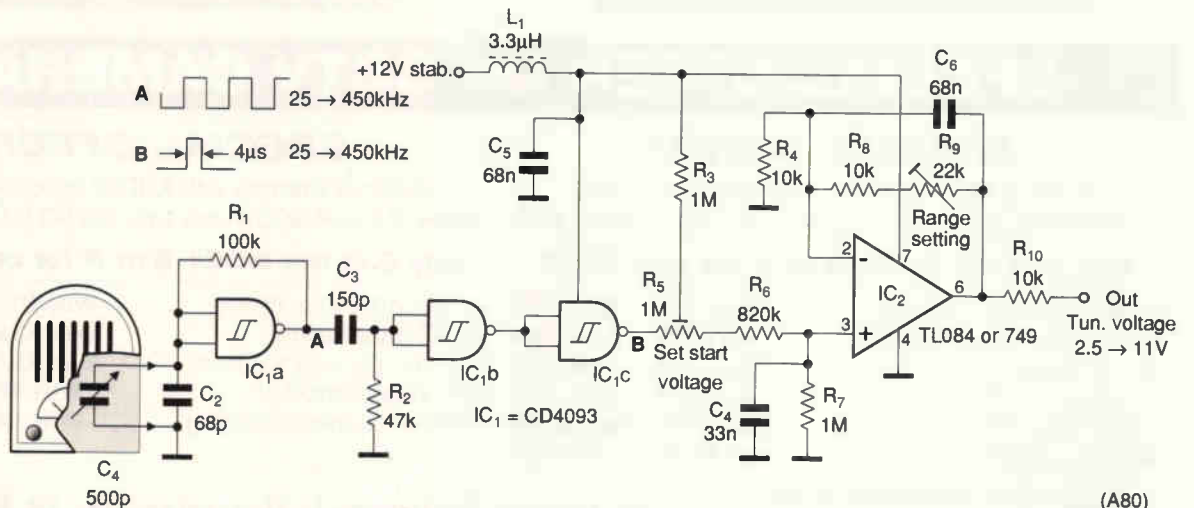 L₁
3.3µH
+12V stab.
A
25 → 450kHz
B
4µs
25 → 450kHz
C₅
68n
R₃
1M
R₄
10k
C₆
68n
R₈
10k
R₉
22k
Range
setting
R₁
100k
C₃
150p
A
IC₁a
C₂
68p
R₂
47k
IC₁b
IC₁c
IC₁ = CD4093
B
R₅
1M
Set start
voltage
R₆
820k
C₄
33n
R₇
1M
2
-
3
+
7
6
4
IC₂
TL084 or 749
R₁₀
10k
Out
Tun. voltage
2.5 → 11V
C₄
500p
(A80)